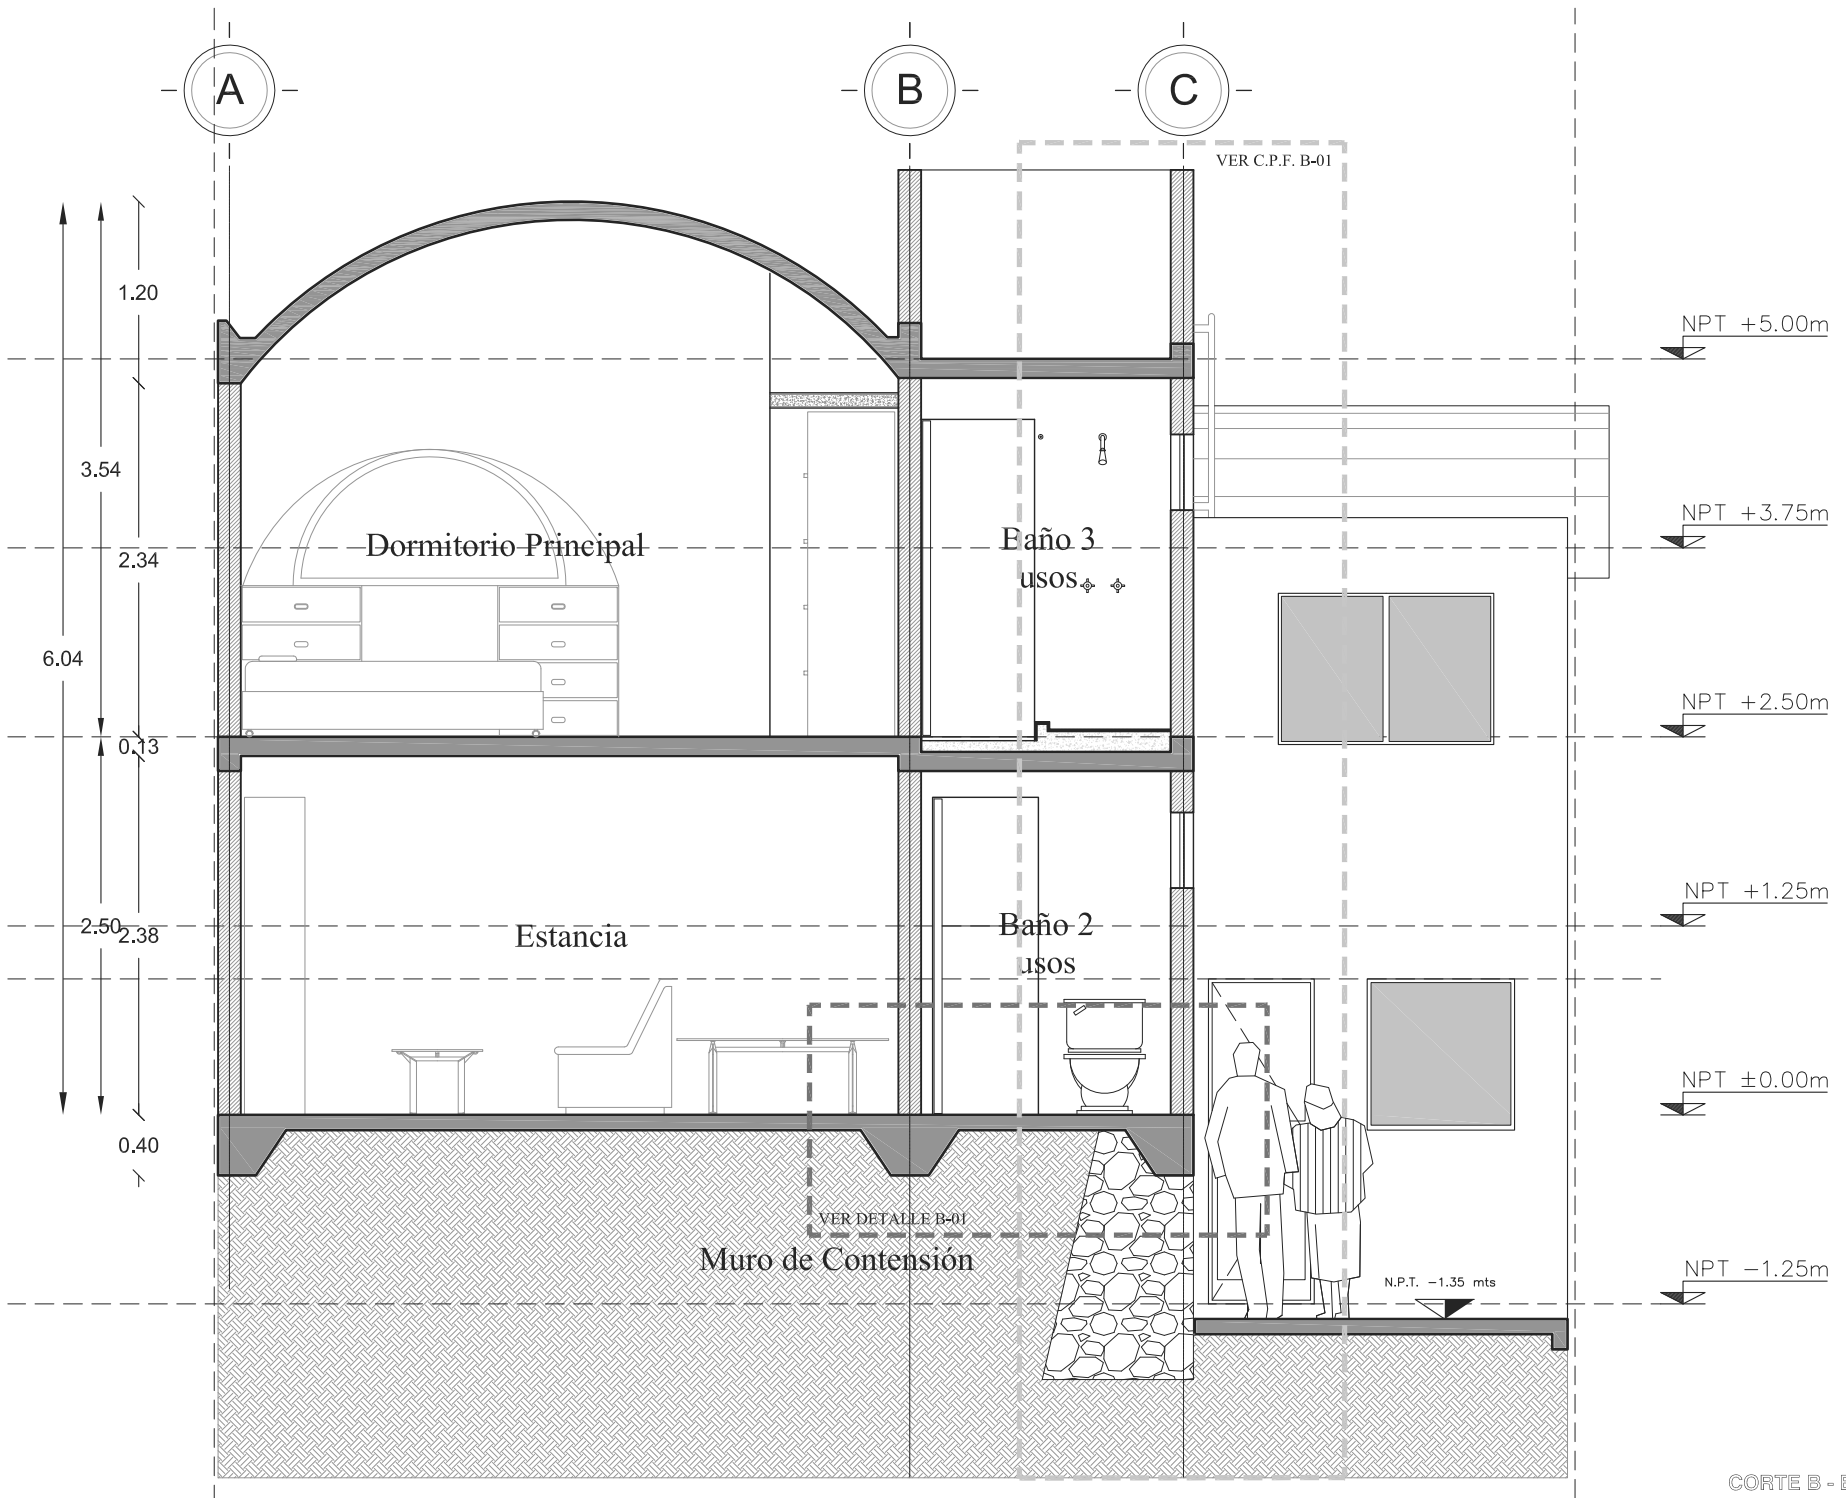 A
B
C
VER C.P.F. B-01
1.20
NPT +5.00m
3.54
NPT +3.75m
Dormitorio Principal
Baño 3
usos
2.34
6.04
NPT +2.50m
0.13
NPT +1.25m
2.50
2.38
Estancia
Baño 2
usos
NPT ±0.00m
0.40
VER DETALLE B-01
Muro de Contensión
NPT -1.25m
N.P.T. -1.35 mts
CORTE B -